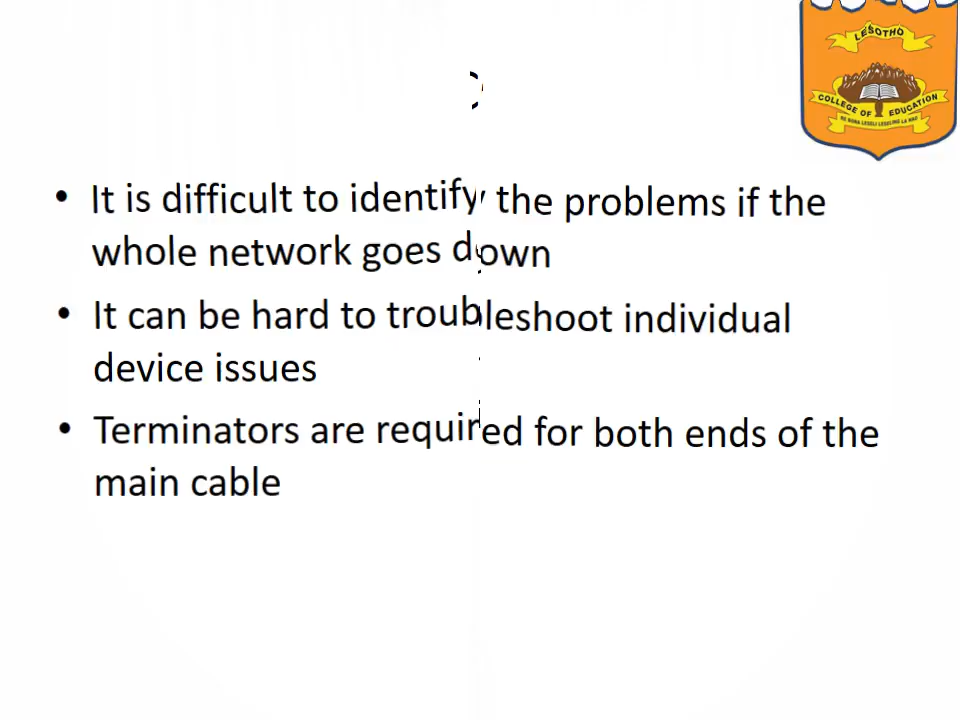 LESOTHO
COLLEGE OF EDUCATION
• It is difficult to identify the problems if the
whole network goes down
• It can be hard to troubleshoot individual
device issues
• Terminators are required for both ends of the
main cable